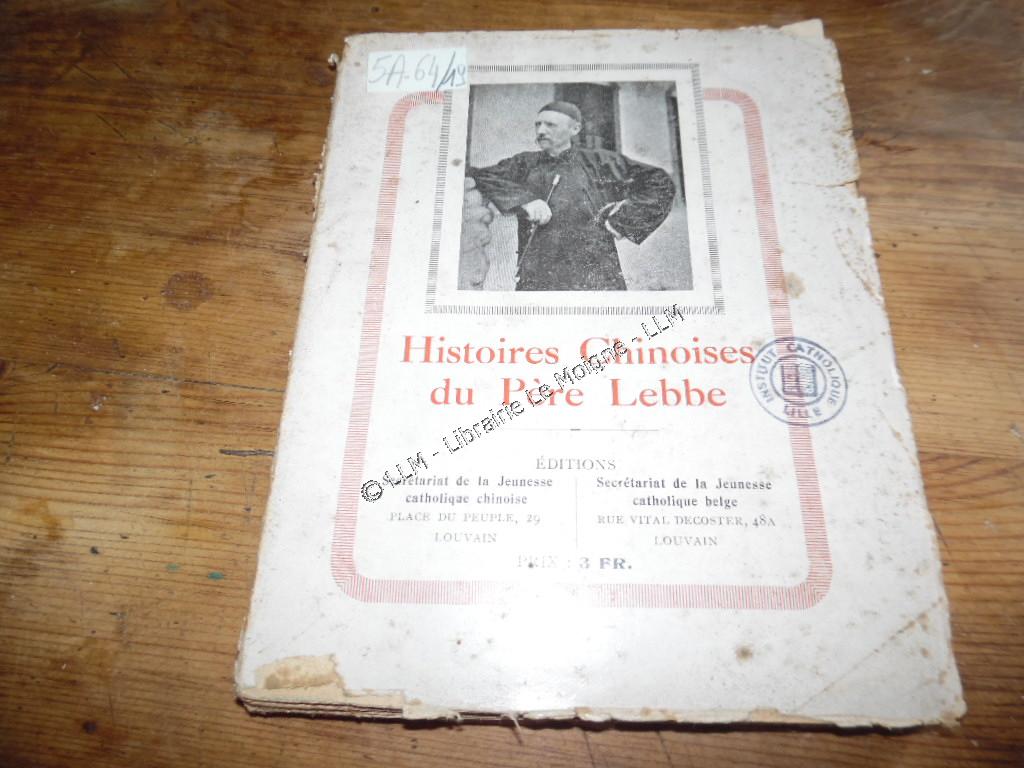 5A-64/19
Histoires Chinoises
du Père Lebbe
INSTITUT CATHOLIQUE
LILLE
ÉDITIONS
Secrétariat de la Jeunesse
catholique chinoise
PLACE DU PEUPLE, 29
LOUVAIN
Secrétariat de la Jeunesse
catholique belge
RUE VITAL DECOSTER, 48A
LOUVAIN
PRIX : 3 FR.
© LLM - Librairie Le Moigne - LLM